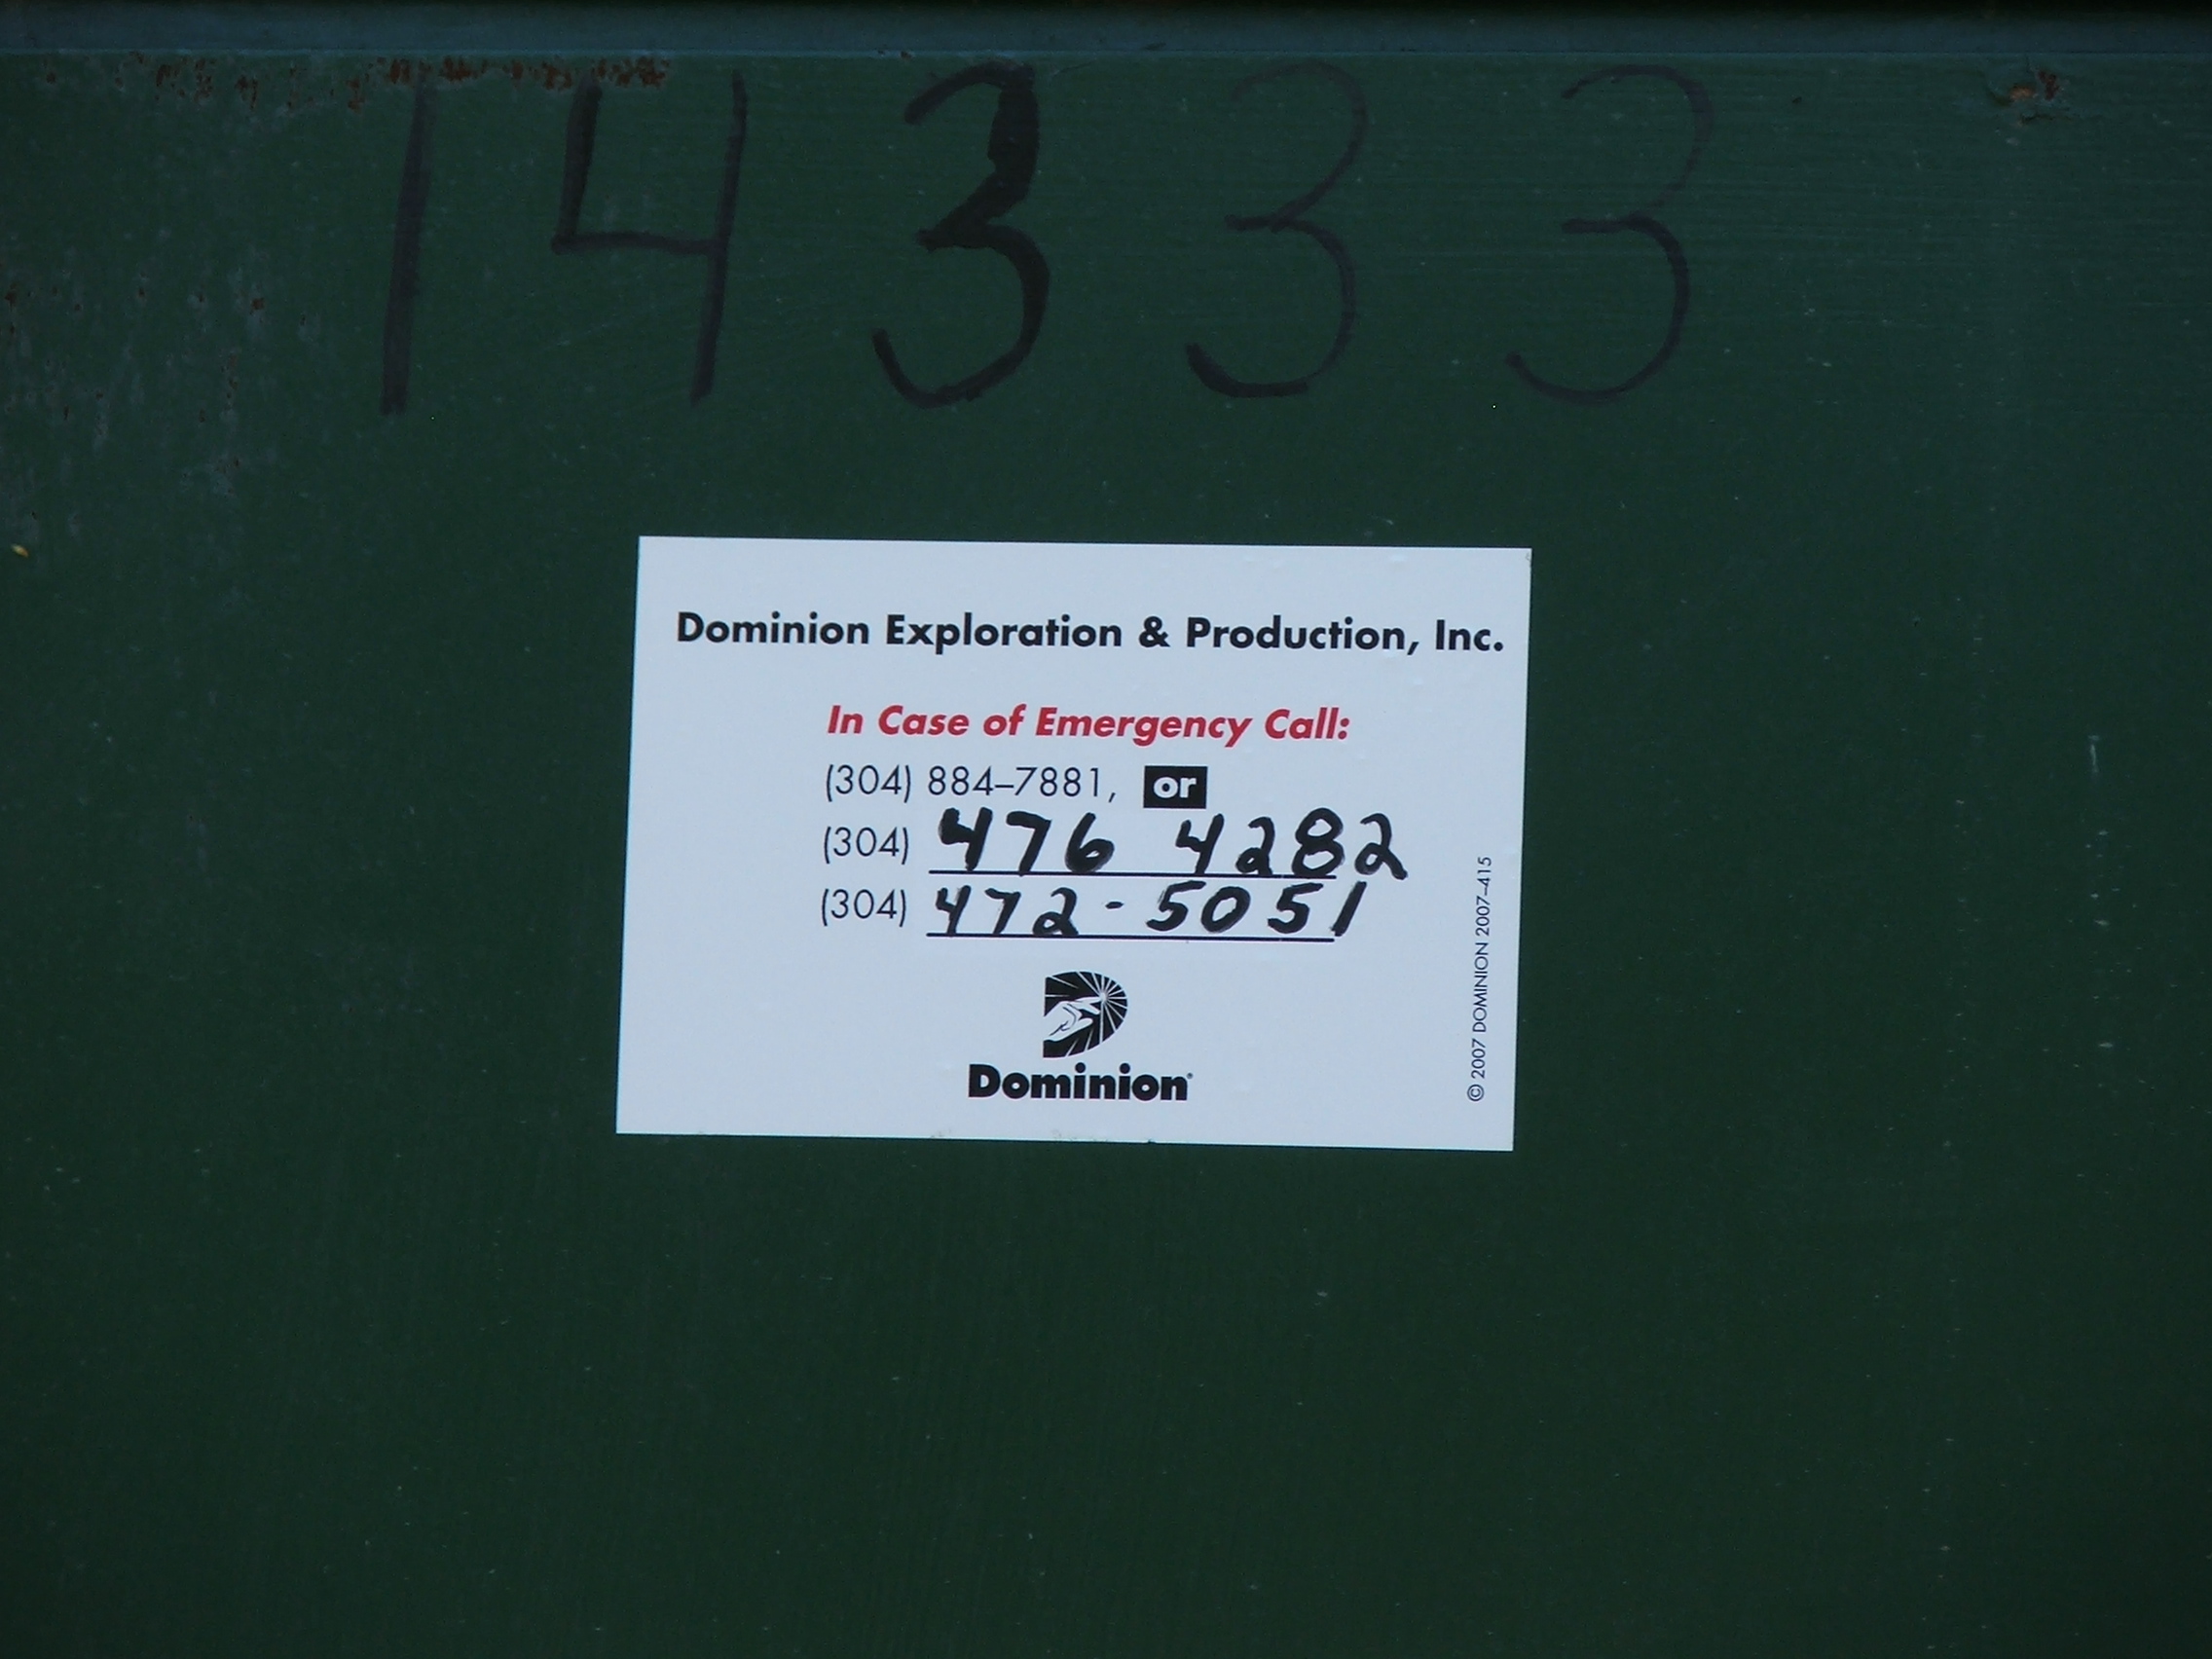 14333
Dominion Exploration & Production, Inc.
In Case of Emergency Call:
(304) 884–7881, or
(304) 476 4282
(304) 472-5051
Dominion®
© 2007 DOMINION 2007–415